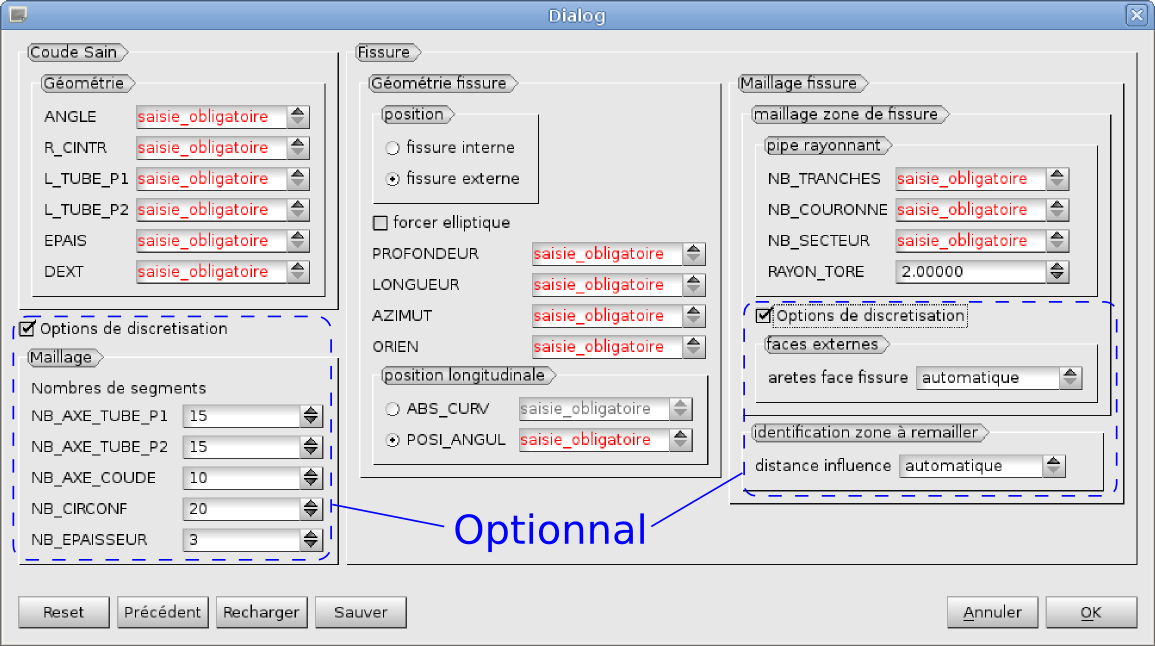 Dialog
Coude Sain
Géométrie
ANGLE saisie_obligatoire
R_CINTR saisie_obligatoire
L_TUBE_P1 saisie_obligatoire
L_TUBE_P2 saisie_obligatoire
EPAIS saisie_obligatoire
DEXT saisie_obligatoire
Options de discretisation
Maillage
Nombres de segments
NB_AXE_TUBE_P1 15
NB_AXE_TUBE_P2 15
NB_AXE_COUDE 10
NB_CIRCONF 20
NB_EPAISSEUR 3
Fissure
Géométrie fissure
position
fissure interne
fissure externe
forcer elliptique
PROFONDEUR saisie_obligatoire
LONGUEUR saisie_obligatoire
AZIMUT saisie_obligatoire
ORIEN saisie_obligatoire
position longitudinale
ABS_CURV saisie_obligatoire
POSI_ANGUL saisie_obligatoire
Maillage fissure
maillage zone de fissure
pipe rayonnant
NB_TRANCHES saisie_obligatoire
NB_COURONNE saisie_obligatoire
NB_SECTEUR saisie_obligatoire
RAYON_TORE 2.00000
Options de discretisation
faces externes
aretes face fissure automatique
identification zone à remailler
distance influence automatique
Optionnal
Reset Précédent Recharger Sauver Annuler OK